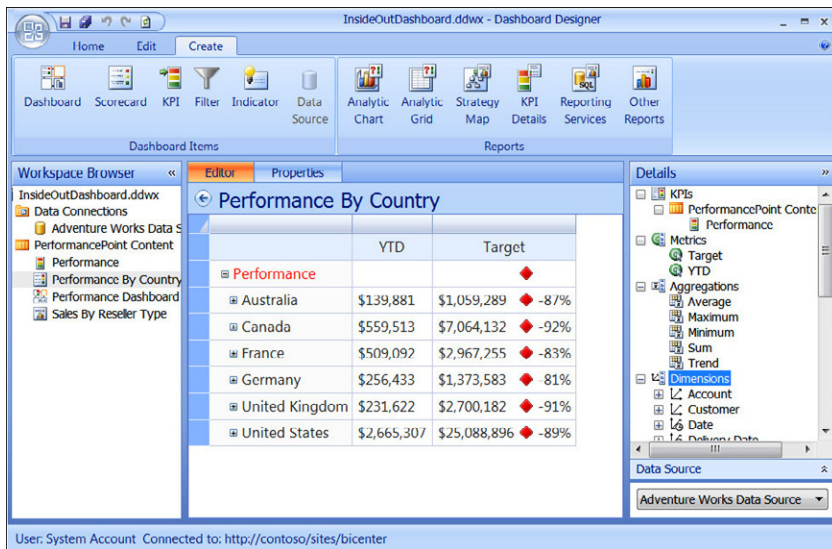 InsideOutDashboard.ddwx - Dashboard Designer
Home Edit Create
Dashboard Scorecard KPI Filter Indicator Data Source
Dashboard Items
Analytic Chart Analytic Grid Strategy Map KPI Details Reporting Services Other Reports
Reports
Workspace Browser «
InsideOutDashboard.ddwx
Data Connections
Adventure Works Data S
PerformancePoint Content
Performance
Performance By Country
Performance Dashboard
Sales By Reseller Type
Editor Properties
Performance By Country
YTD Target
Performance
Australia $139,881 $1,059,289 -87%
Canada $559,513 $7,064,132 -92%
France $509,092 $2,967,255 -83%
Germany $256,433 $1,373,583 -81%
United Kingdom $231,622 $2,700,182 -91%
United States $2,665,307 $25,088,896 -89%
Details »
KPIs
PerformancePoint Conte
Performance
Metrics
Target
YTD
Aggregations
Average
Maximum
Minimum
Sum
Trend
Dimensions
Account
Customer
Date
Delivery Date
Data Source
Adventure Works Data Source
User: System Account Connected to: http://contoso/sites/bicenter